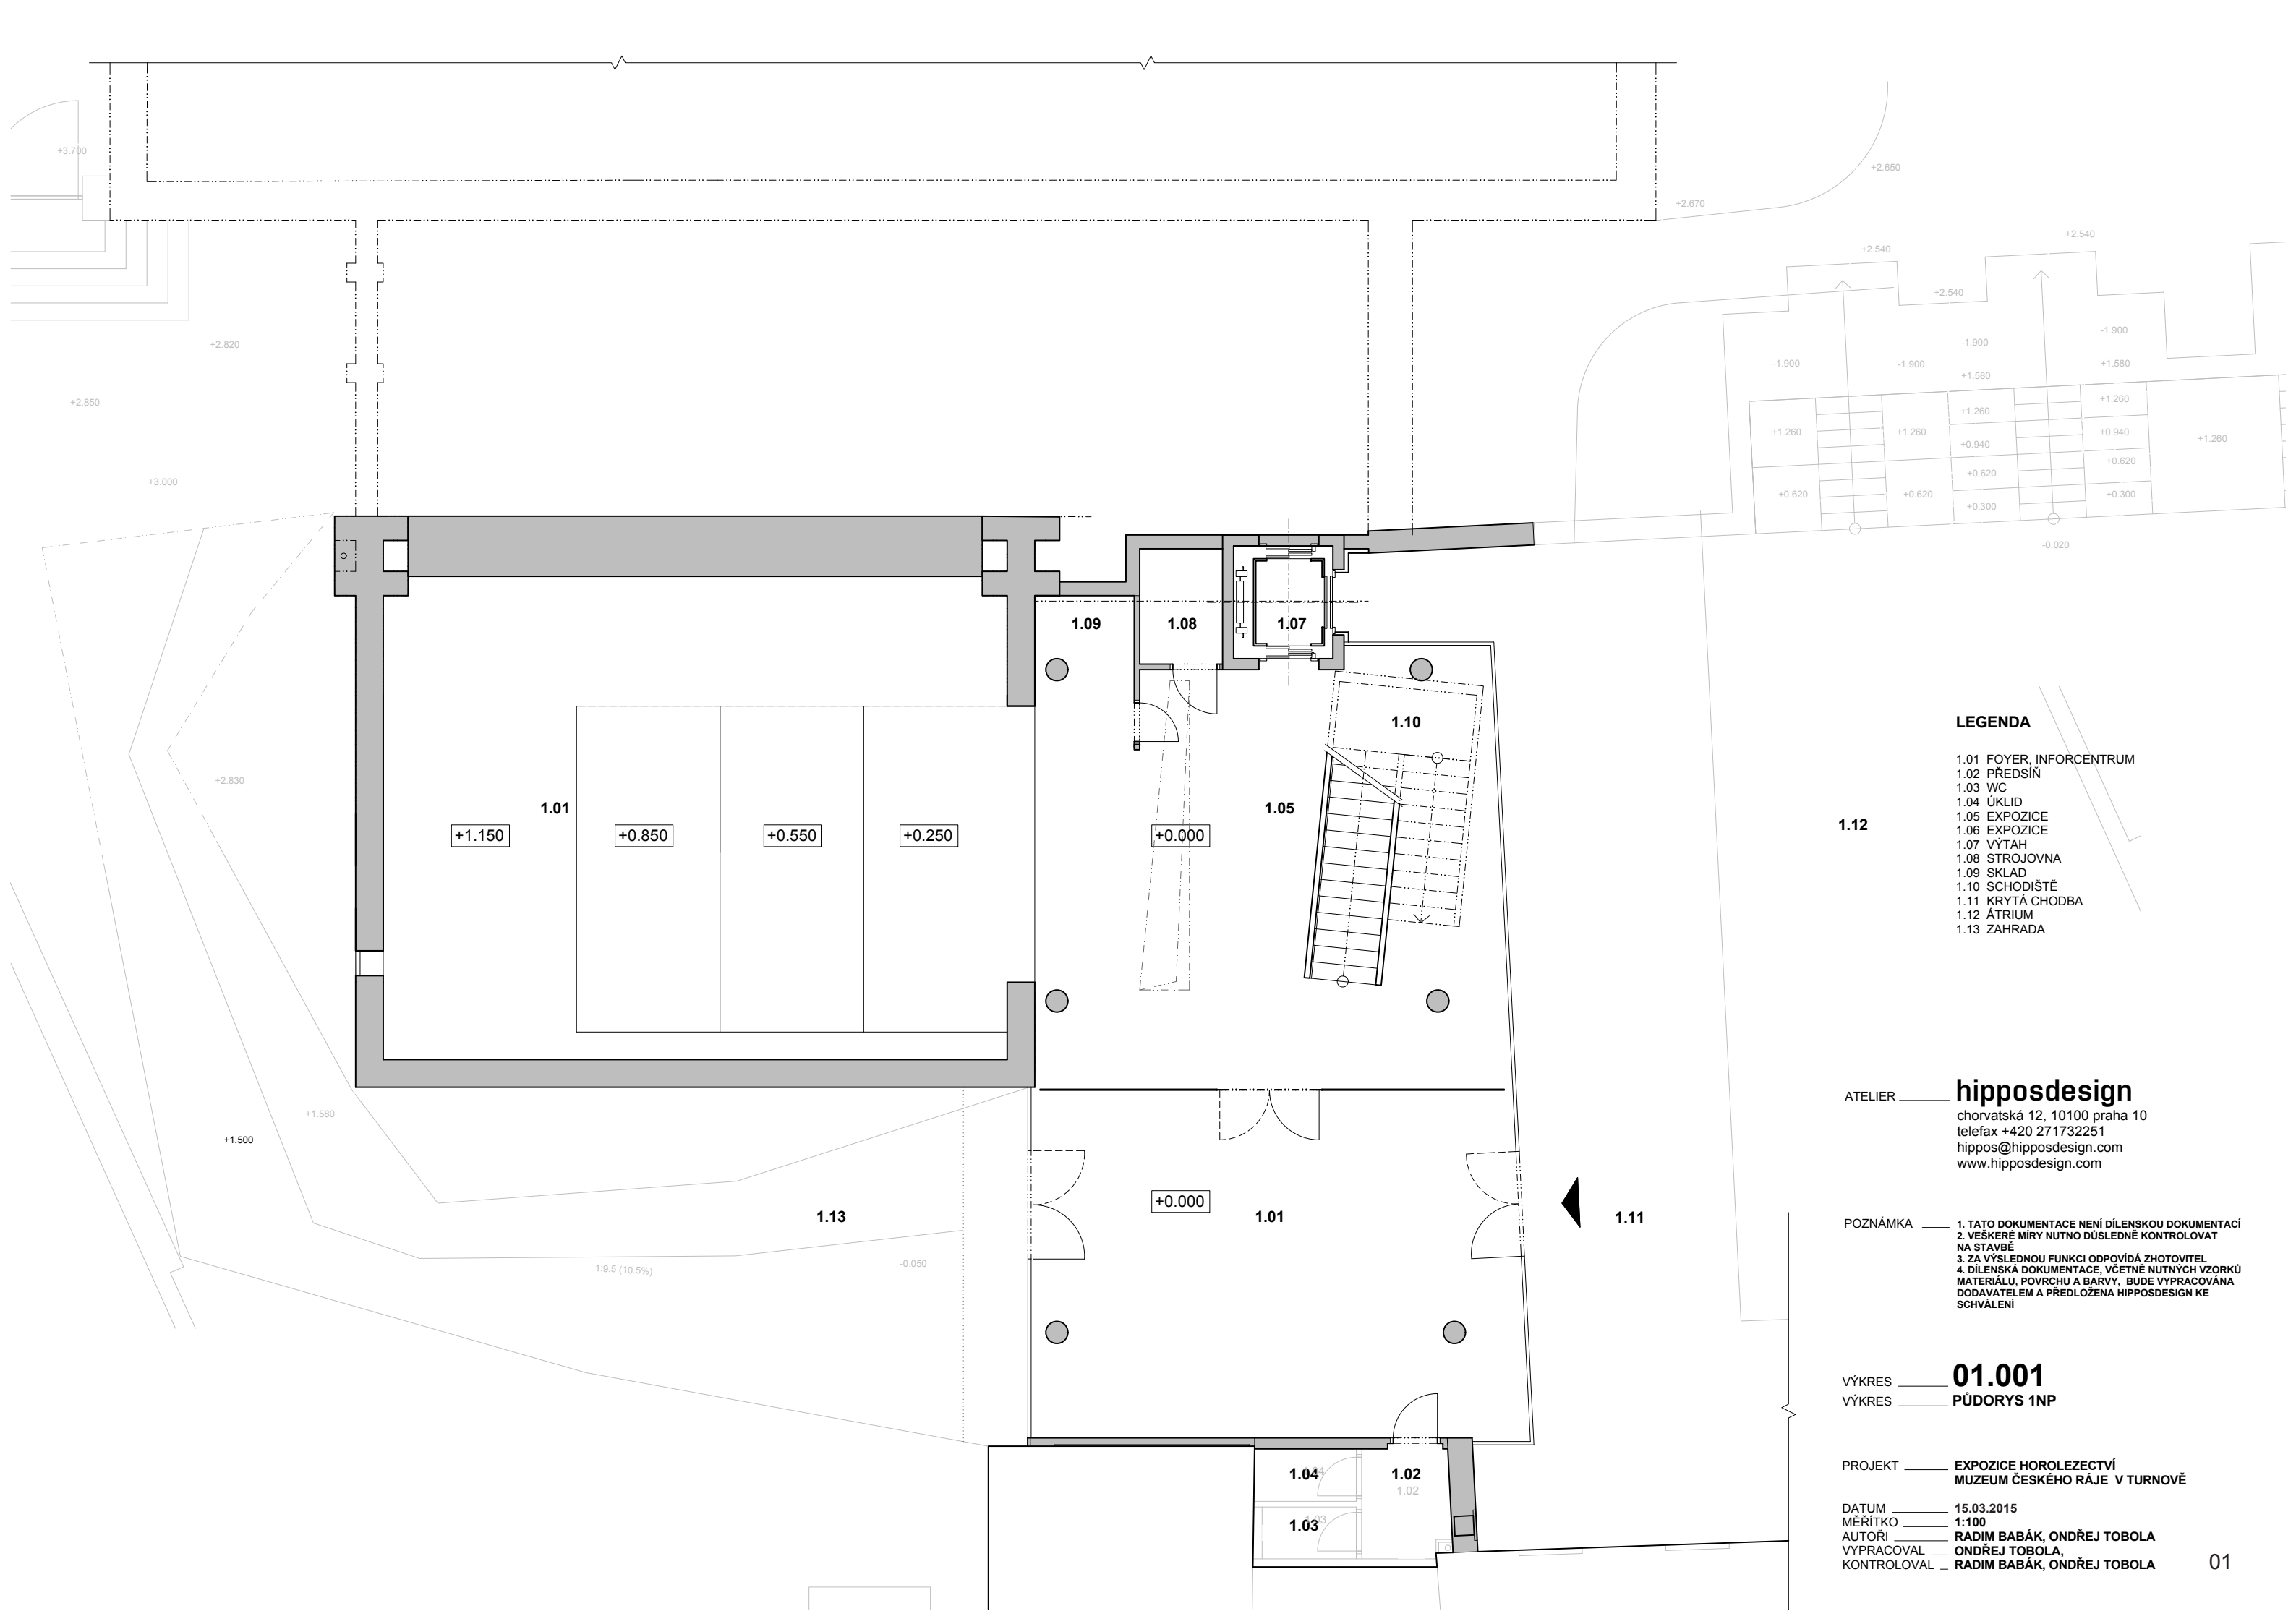 +3.700
+2.650
+2.670
+2.540
+2.540
+2.540
+2.820
-1.900
-1.900
-1.900
-1.900
+1.580
+1.580
+2.850
+1.260
+1.260
+1.260
+1.260
+0.940
+0.940
+1.260
+0.620
+0.620
+3.000
+0.620
+0.620
+0.300
+0.300
-0.020
1.09
1.08
1.07
1.10
+2.830
1.01
1.05
+1.150
+0.850
+0.550
+0.250
+0.000
1.12
LEGENDA
1.01 FOYER, INFORCENTRUM
1.02 PŘEDSÍŇ
1.03 WC
1.04 ÚKLID
1.05 EXPOZICE
1.06 EXPOZICE
1.07 VÝTAH
1.08 STROJOVNA
1.09 SKLAD
1.10 SCHODIŠTĚ
1.11 KRYTÁ CHODBA
1.12 ÁTRIUM
1.13 ZAHRADA
+1.580
+1.500
1.13
+0.000
1.01
1.11
1:9.5 (10.5%)
-0.050
1.04
1.04
1.02
1.02
1.03
1.03
ATELIER hipposdesign
chorvatská 12, 10100 praha 10
telefax +420 271732251
hippos@hipposdesign.com
www.hipposdesign.com
POZNÁMKA 1. TATO DOKUMENTACE NENÍ DÍLENSKOU DOKUMENTACÍ
2. VEŠKERÉ MÍRY NUTNO DŮSLEDNĚ KONTROLOVAT
NA STAVBĚ
3. ZA VÝSLEDNOU FUNKCI ODPOVÍDÁ ZHOTOVITEL
4. DÍLENSKÁ DOKUMENTACE, VČETNĚ NUTNÝCH VZORKŮ
MATERIÁLU, POVRCHU A BARVY, BUDE VYPRACOVÁNA
DODAVATELEM A PŘEDLOŽENA HIPPOSDESIGN KE
SCHVÁLENÍ
VÝKRES 01.001
VÝKRES PŮDORYS 1NP
PROJEKT EXPOZICE HOROLEZECTVÍ
MUZEUM ČESKÉHO RÁJE V TURNOVĚ
DATUM 15.03.2015
MĚŘÍTKO 1:100
AUTOŘI RADIM BABÁK, ONDŘEJ TOBOLA
VYPRACOVAL ONDŘEJ TOBOLA,
KONTROLOVAL RADIM BABÁK, ONDŘEJ TOBOLA
01